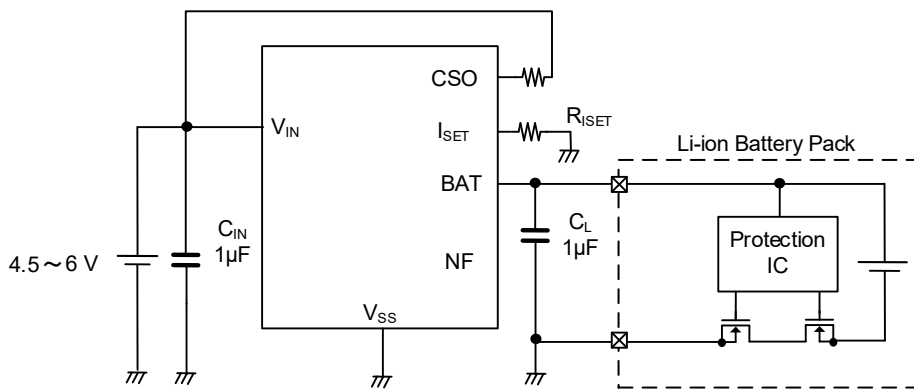 CSO
V_IN
I_SET
R_ISET
Li-ion Battery Pack
BAT
C_IN
1μF
C_L
1μF
Protection
IC
4.5～6 V
NF
V_SS